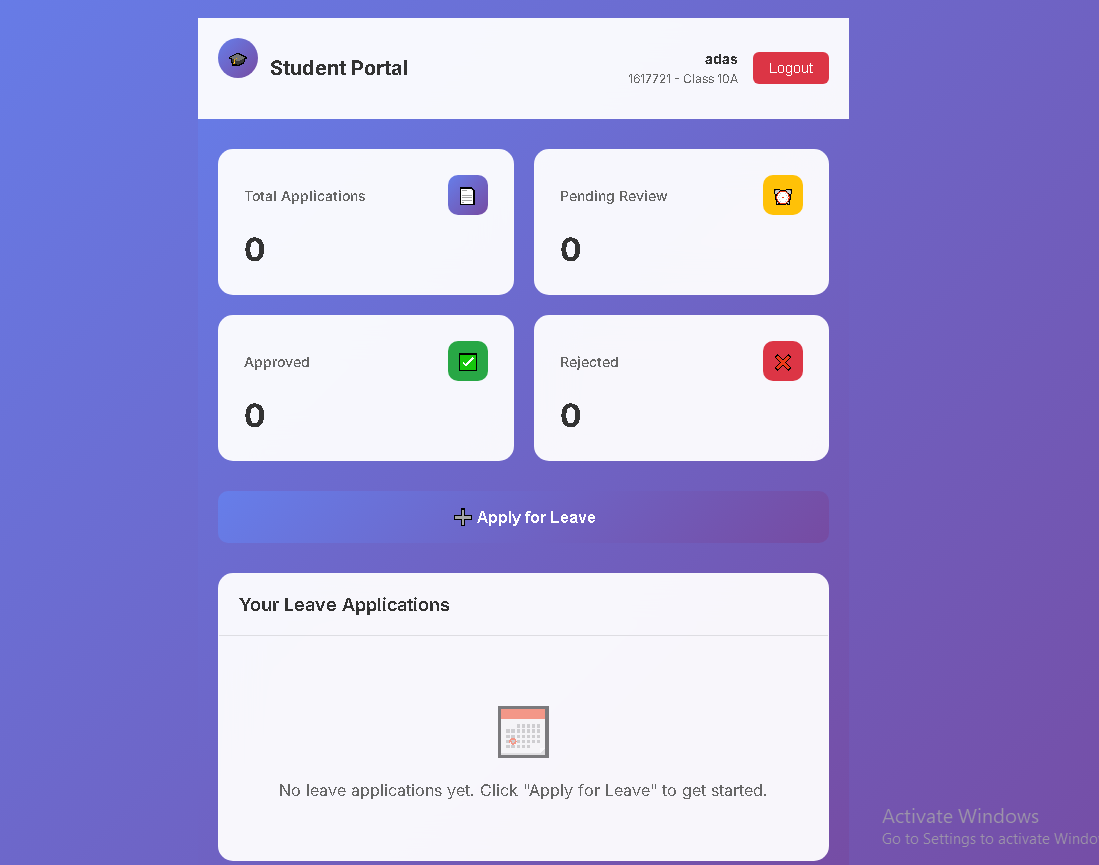 Student Portal
adas
1617721 - Class 10A
Logout
Total Applications
0
Pending Review
0
Approved
0
Rejected
0
Apply for Leave
Your Leave Applications
No leave applications yet. Click "Apply for Leave" to get started.
Activate Windows
Go to Settings to activate Windo